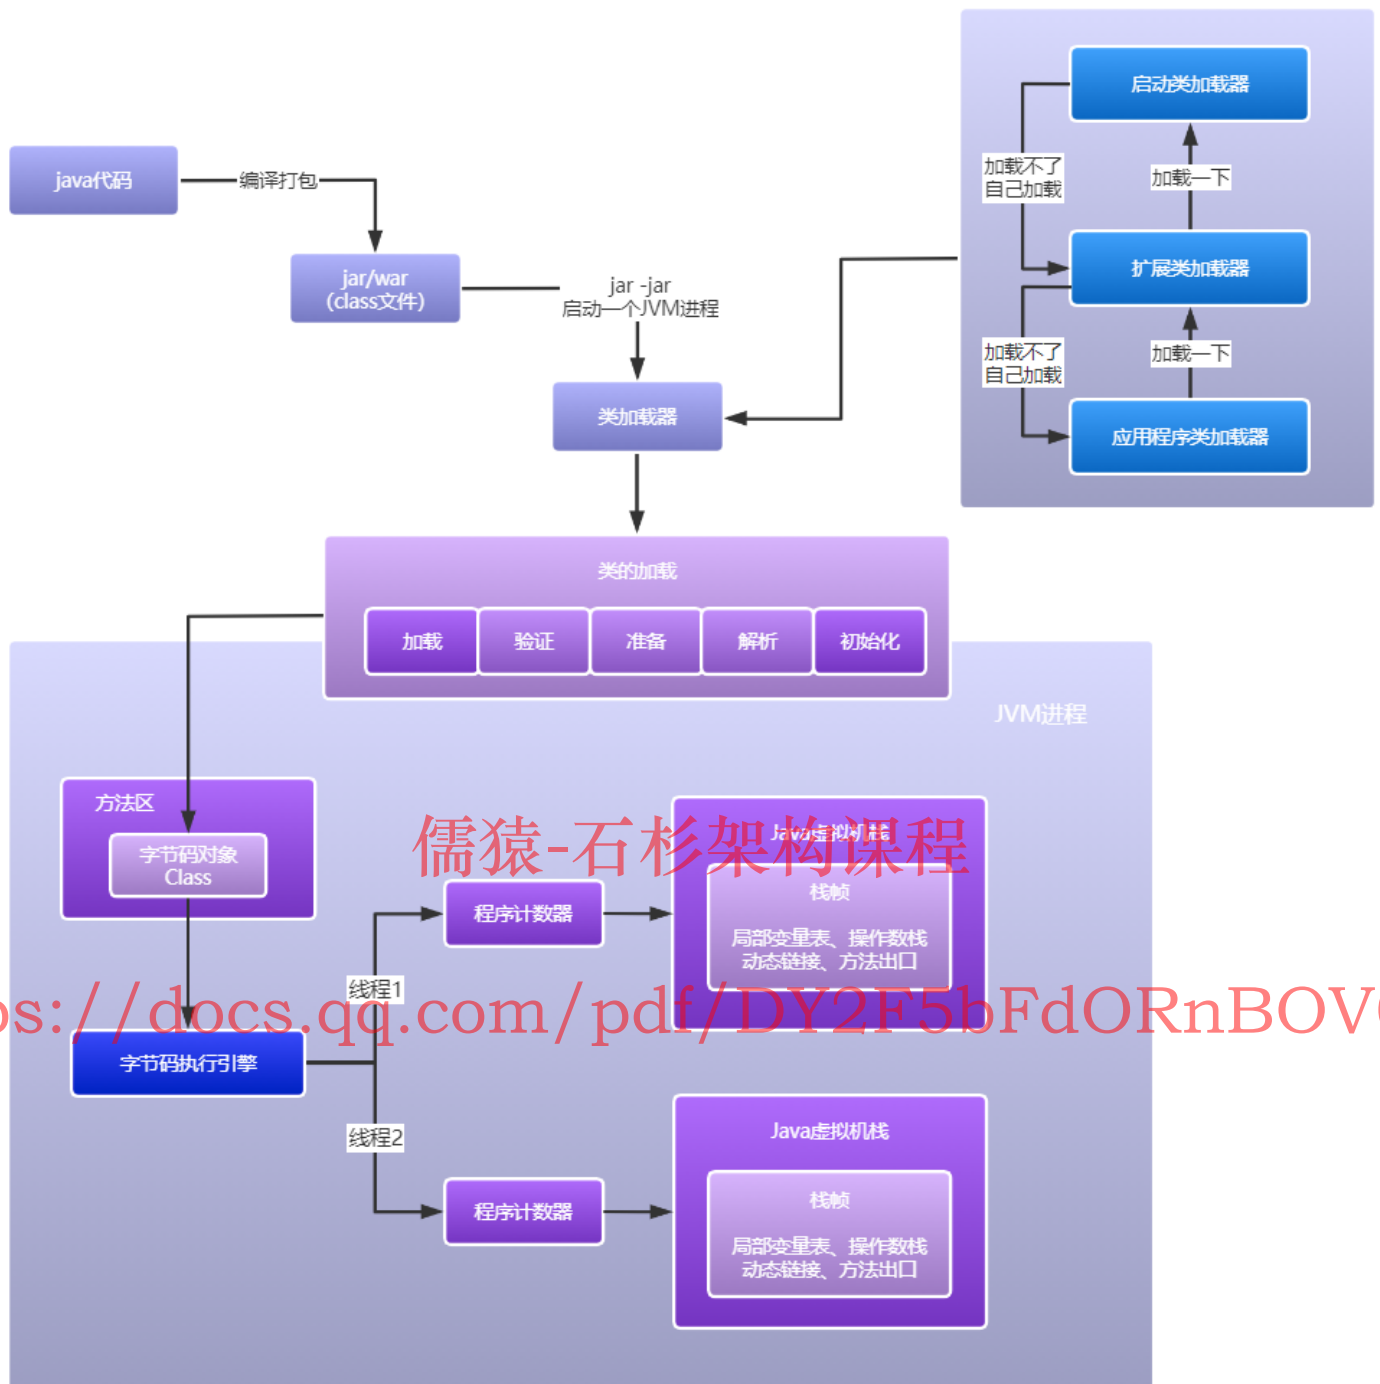 启动类加载器
加载不了
自己加载
加载一下
java代码
编译打包
扩展类加载器
jar/war
(class文件)
jar -jar
启动一个JVM进程
加载不了
自己加载
加载一下
类加载器
应用程序类加载器
类的加载
加载
验证
准备
解析
初始化
JVM进程
方法区
字节码对象
Class
儒猿-石杉架构课程
Java虚拟机栈
栈帧
程序计数器
局部变量表、操作数栈
动态链接、方法出口
线程1
ps://docs.qq.com/pdf/DY2F5bFdORnBOV
字节码执行引擎
线程2
Java虚拟机栈
栈帧
程序计数器
局部变量表、操作数栈
动态链接、方法出口